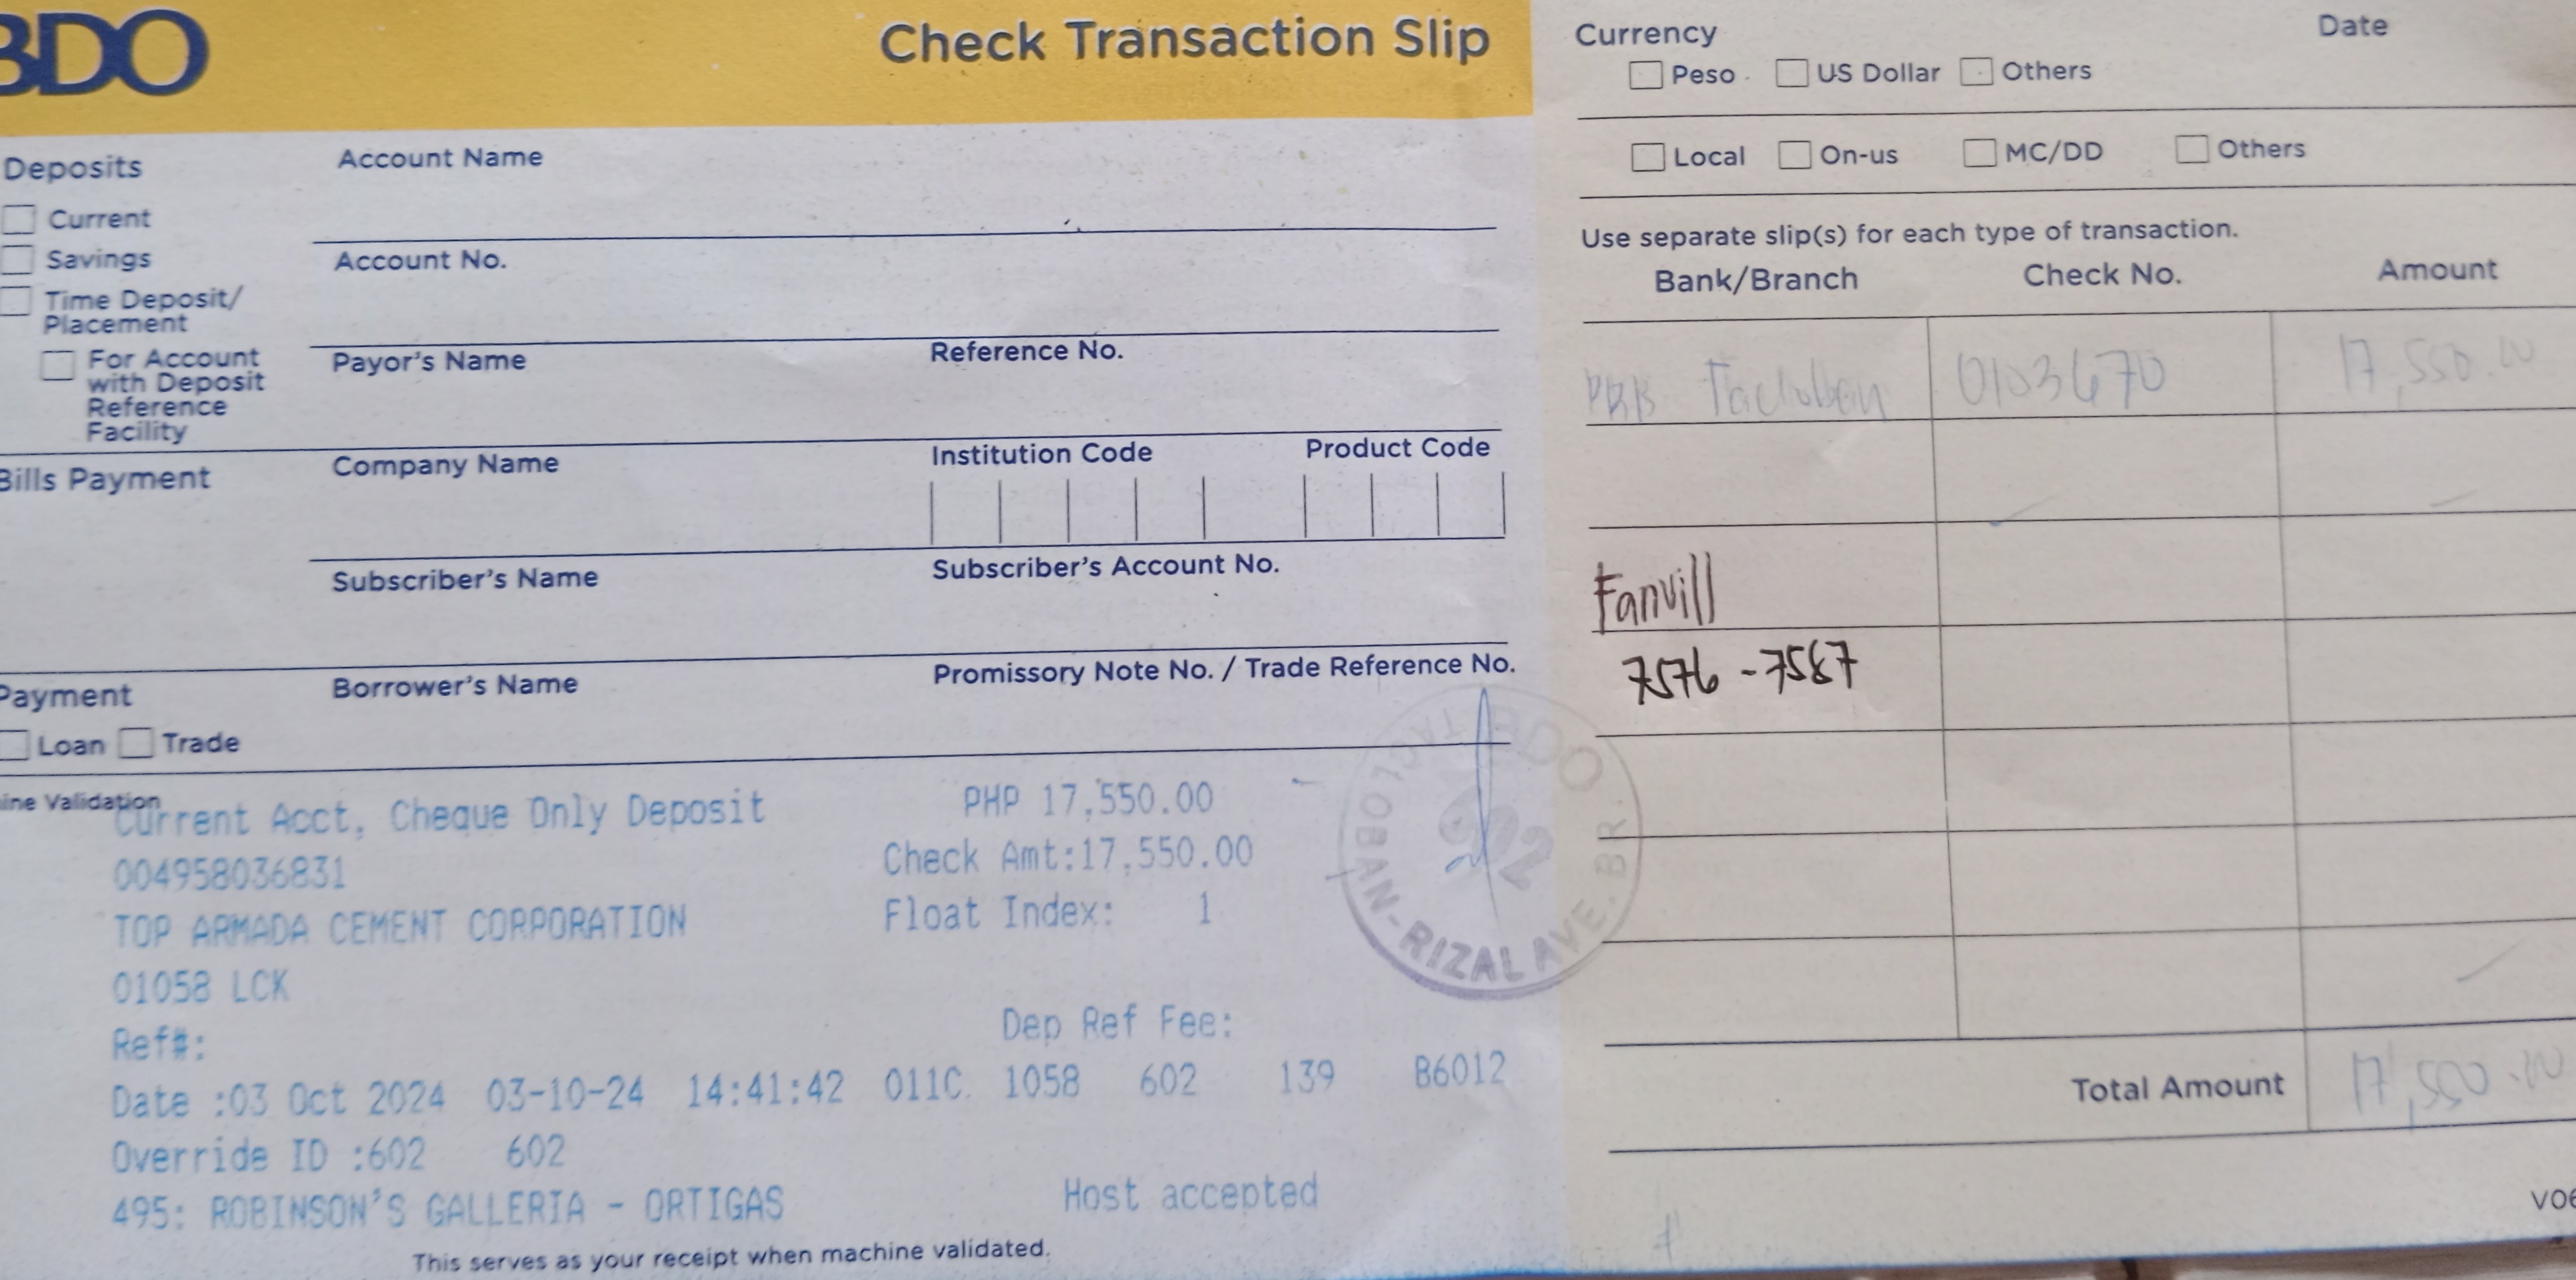 BDO
Check Transaction Slip
Deposits
Current
Savings
Time Deposit/
Placement
For Account
with Deposit
Reference
Facility
Account Name
Account No.
Payor's Name Reference No.
Bills Payment
Company Name Institution Code Product Code
Subscriber's Name Subscriber's Account No.
Payment
Loan Trade
Borrower's Name Promissory Note No. / Trade Reference No.
Current Acct, Cheque Only Deposit PHP 17,550.00
004958036831 Check Amt:17,550.00
TOP ARMADA CEMENT CORPORATION Float Index: 1
01058 LCK
Ref#: Dep Ref Fee:
Date :03 Oct 2024 03-10-24 14:41:42 011C. 1058 602 139 B6012
Override ID :602 602
495: ROBINSON'S GALLERIA - ORTIGAS Host accepted
This serves as your receipt when machine validated.
BDO
TACLOBAN-RIZAL AVE. BR.
602
Currency Date
Peso US Dollar Others
Local On-us MC/DD Others
Use separate slip(s) for each type of transaction.
Bank/Branch Check No. Amount
Tacloban 0103670 17,550.00
Fanvill
7576 - 7587
Total Amount 17,550.00